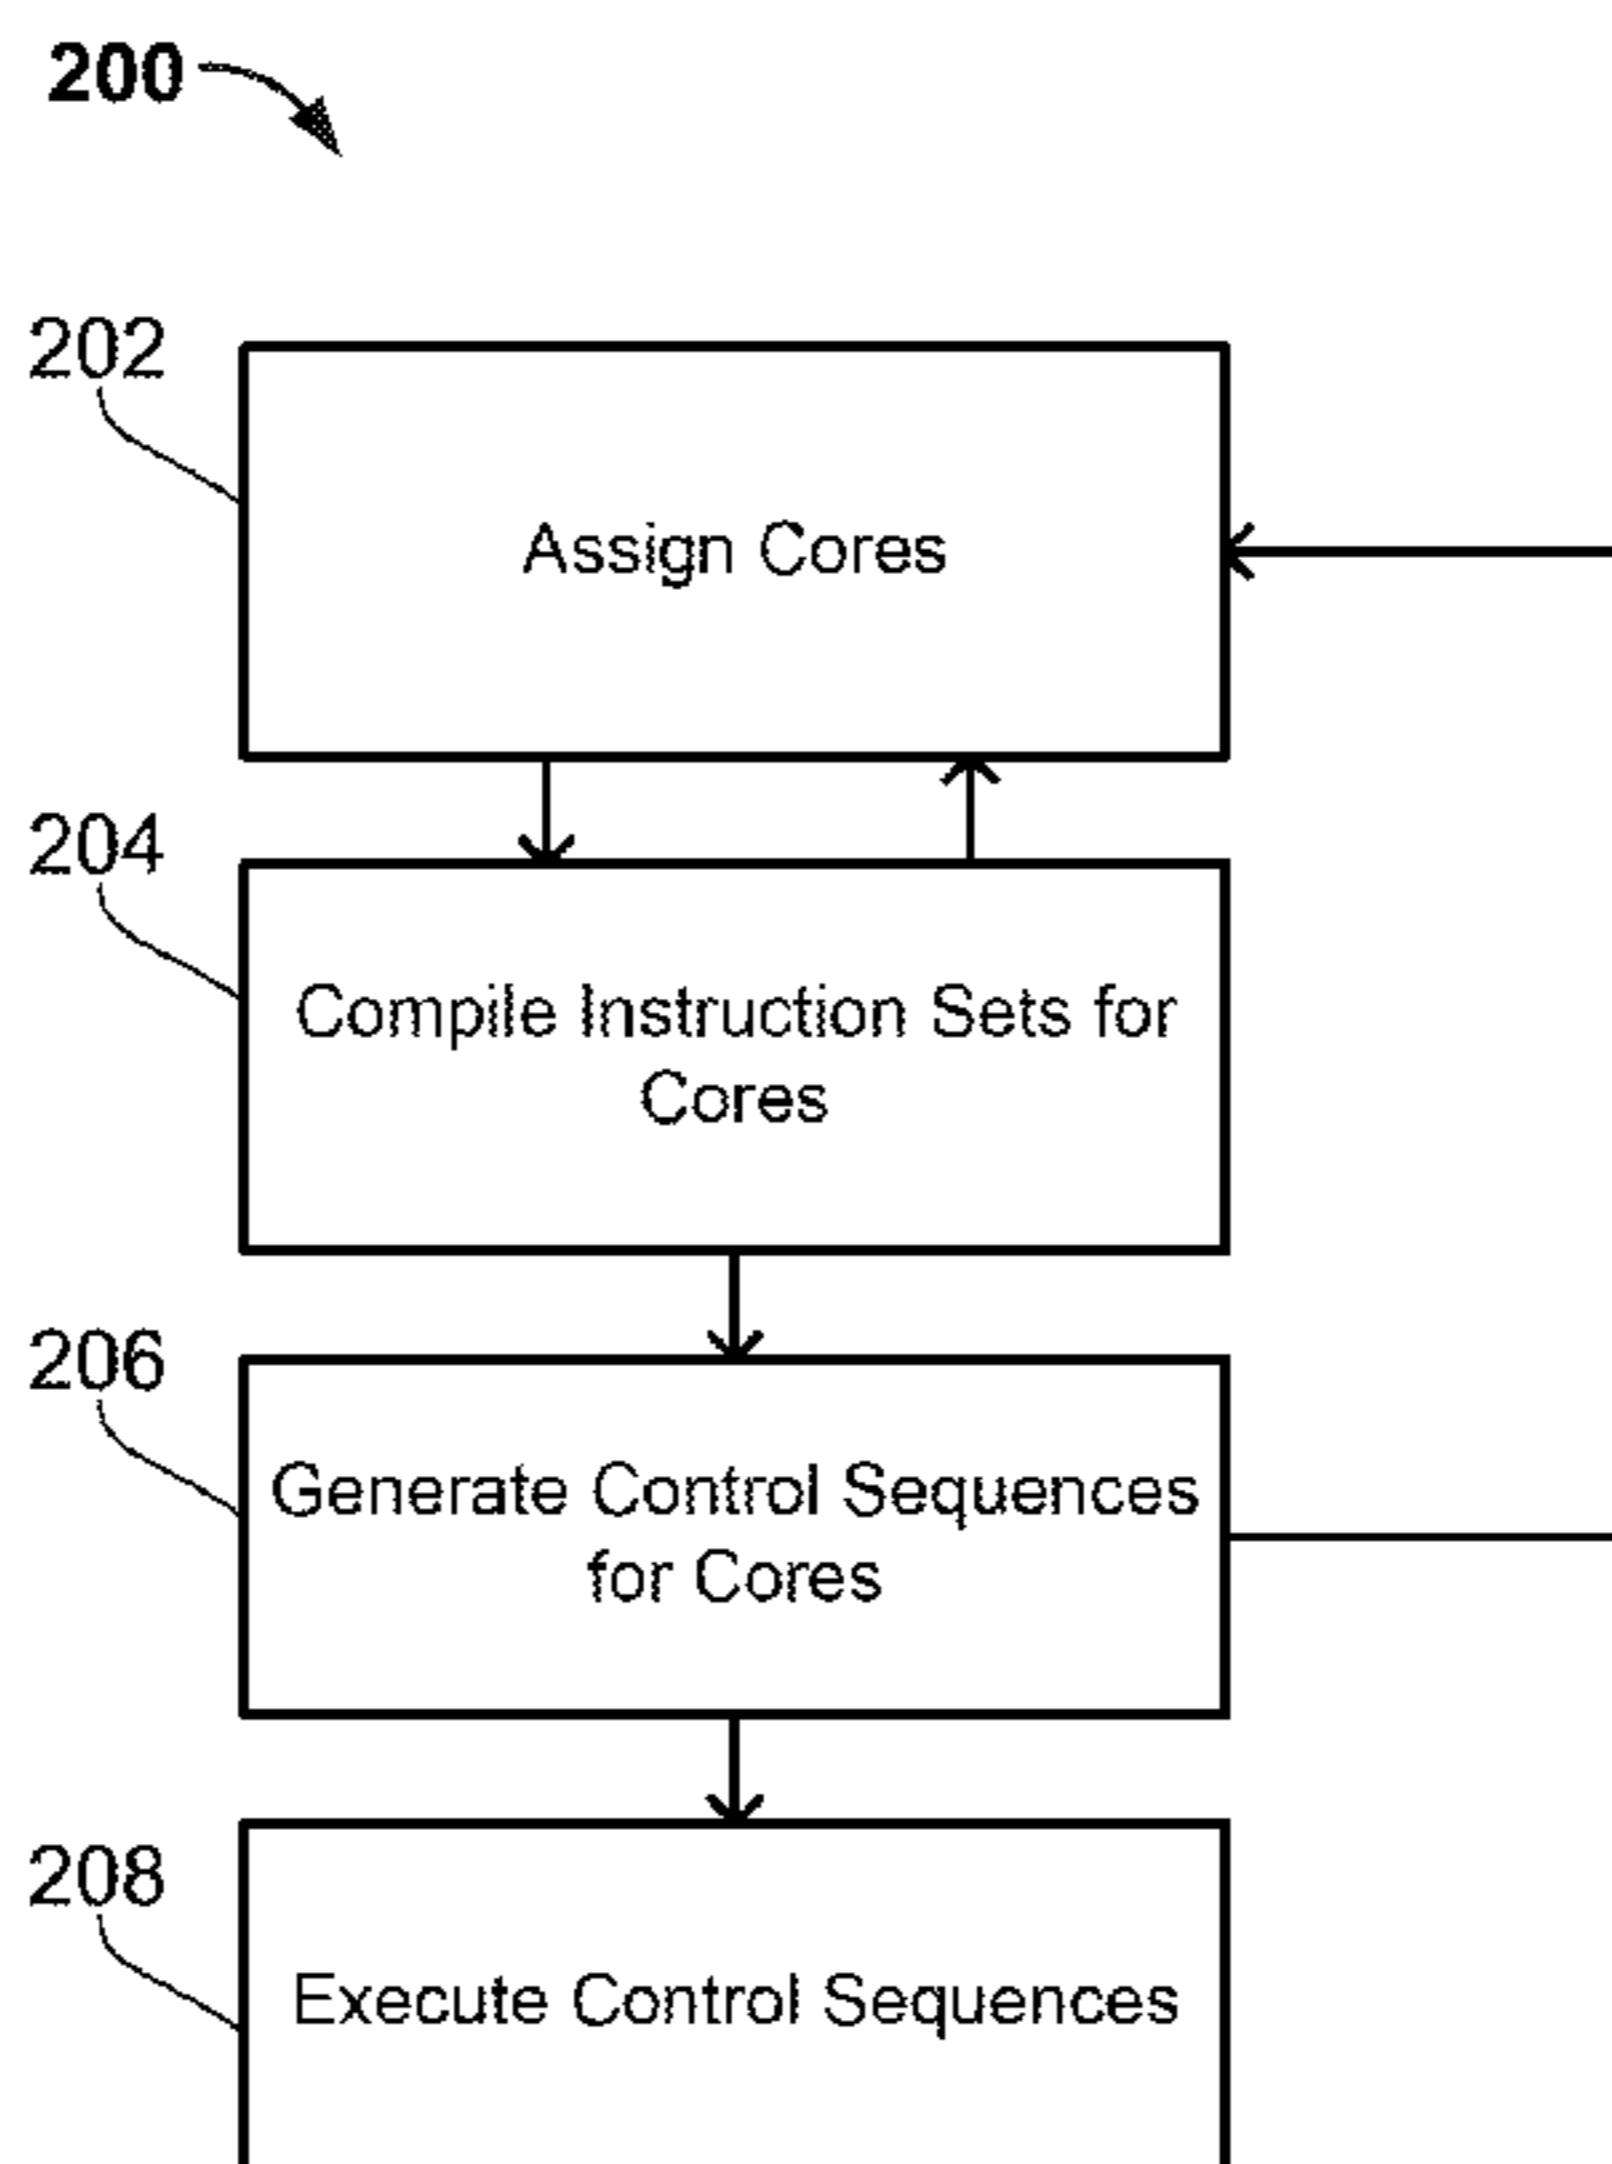 200
202
Assign Cores
204
Compile Instruction Sets for
Cores
206
Generate Control Sequences
for Cores
208
Execute Control Sequences